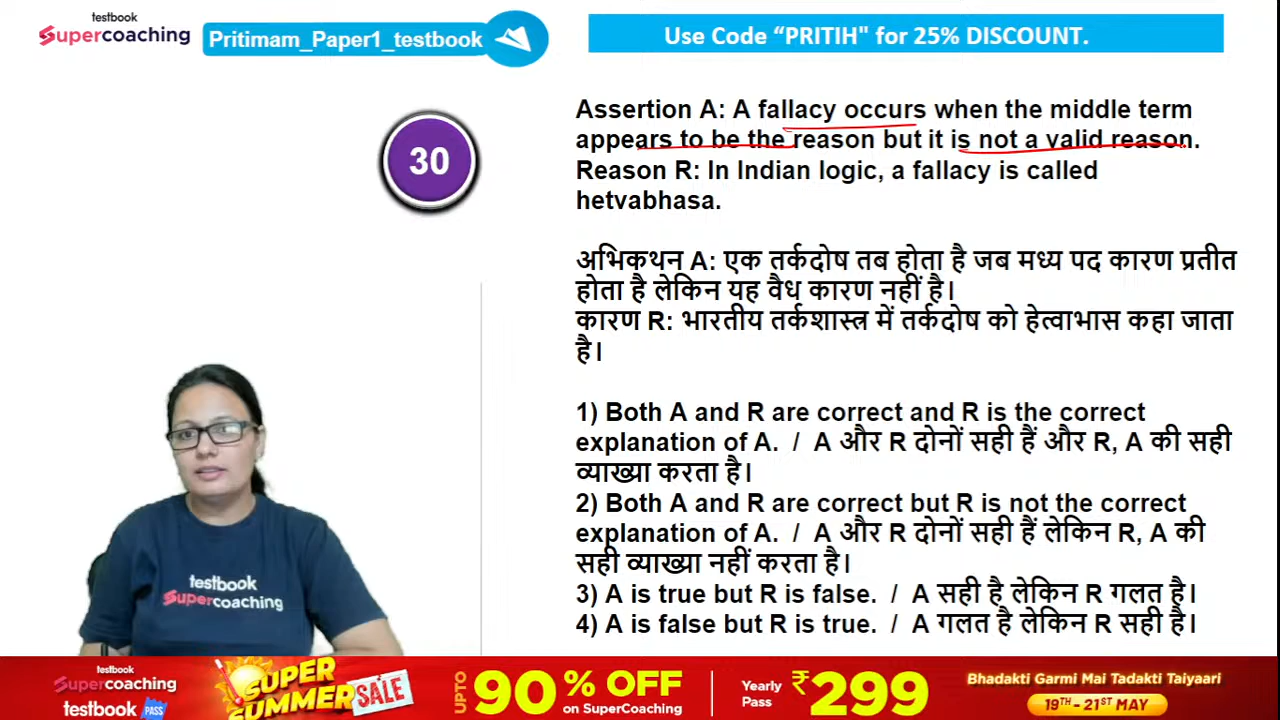 testbook
Supercoaching
Pritimam_Paper1_testbook
Use Code “PRITIH" for 25% DISCOUNT.
30
Assertion A: A fallacy occurs when the middle term
appears to be the reason but it is not a valid reason.
Reason R: In Indian logic, a fallacy is called
hetvabhasa.
अभिकथन A: एक तर्कदोष तब होता है जब मध्य पद कारण प्रतीत
होता है लेकिन यह वैध कारण नहीं है।
कारण R: भारतीय तर्कशास्त्र में तर्कदोष को हेत्वाभास कहा जाता
है।
1) Both A and R are correct and R is the correct
explanation of A. / A और R दोनों सही हैं और R, A की सही
व्याख्या करता है।
2) Both A and R are correct but R is not the correct
explanation of A. / A और R दोनों सही हैं लेकिन R, A की
सही व्याख्या नहीं करता है।
3) A is true but R is false. / A सही है लेकिन R गलत है।
4) A is false but R is true. / A गलत है लेकिन R सही है।
testbook
Supercoaching
testbook
Supercoaching
testbook PASS
SUPER
SUMMER SALE
UPTO 90% OFF
on SuperCoaching
Yearly
Pass ₹299
Bhadakti Garmi Mai Tadakti Taiyaari
19TH - 21ST MAY